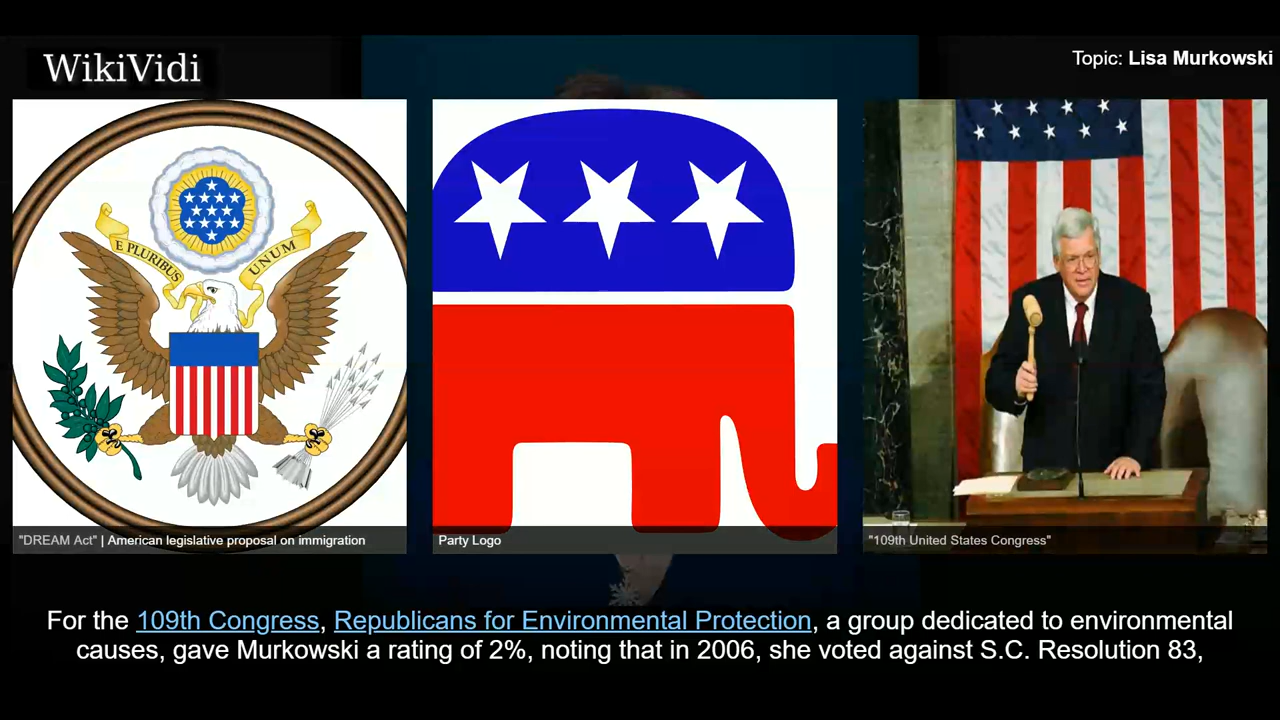 WikiVidi
Topic: Lisa Murkowski
E PLURIBUS
UNUM
"DREAM Act" | American legislative proposal on immigration
Party Logo
"109th United States Congress"
For the 109th Congress, Republicans for Environmental Protection, a group dedicated to environmental
causes, gave Murkowski a rating of 2%, noting that in 2006, she voted against S.C. Resolution 83,